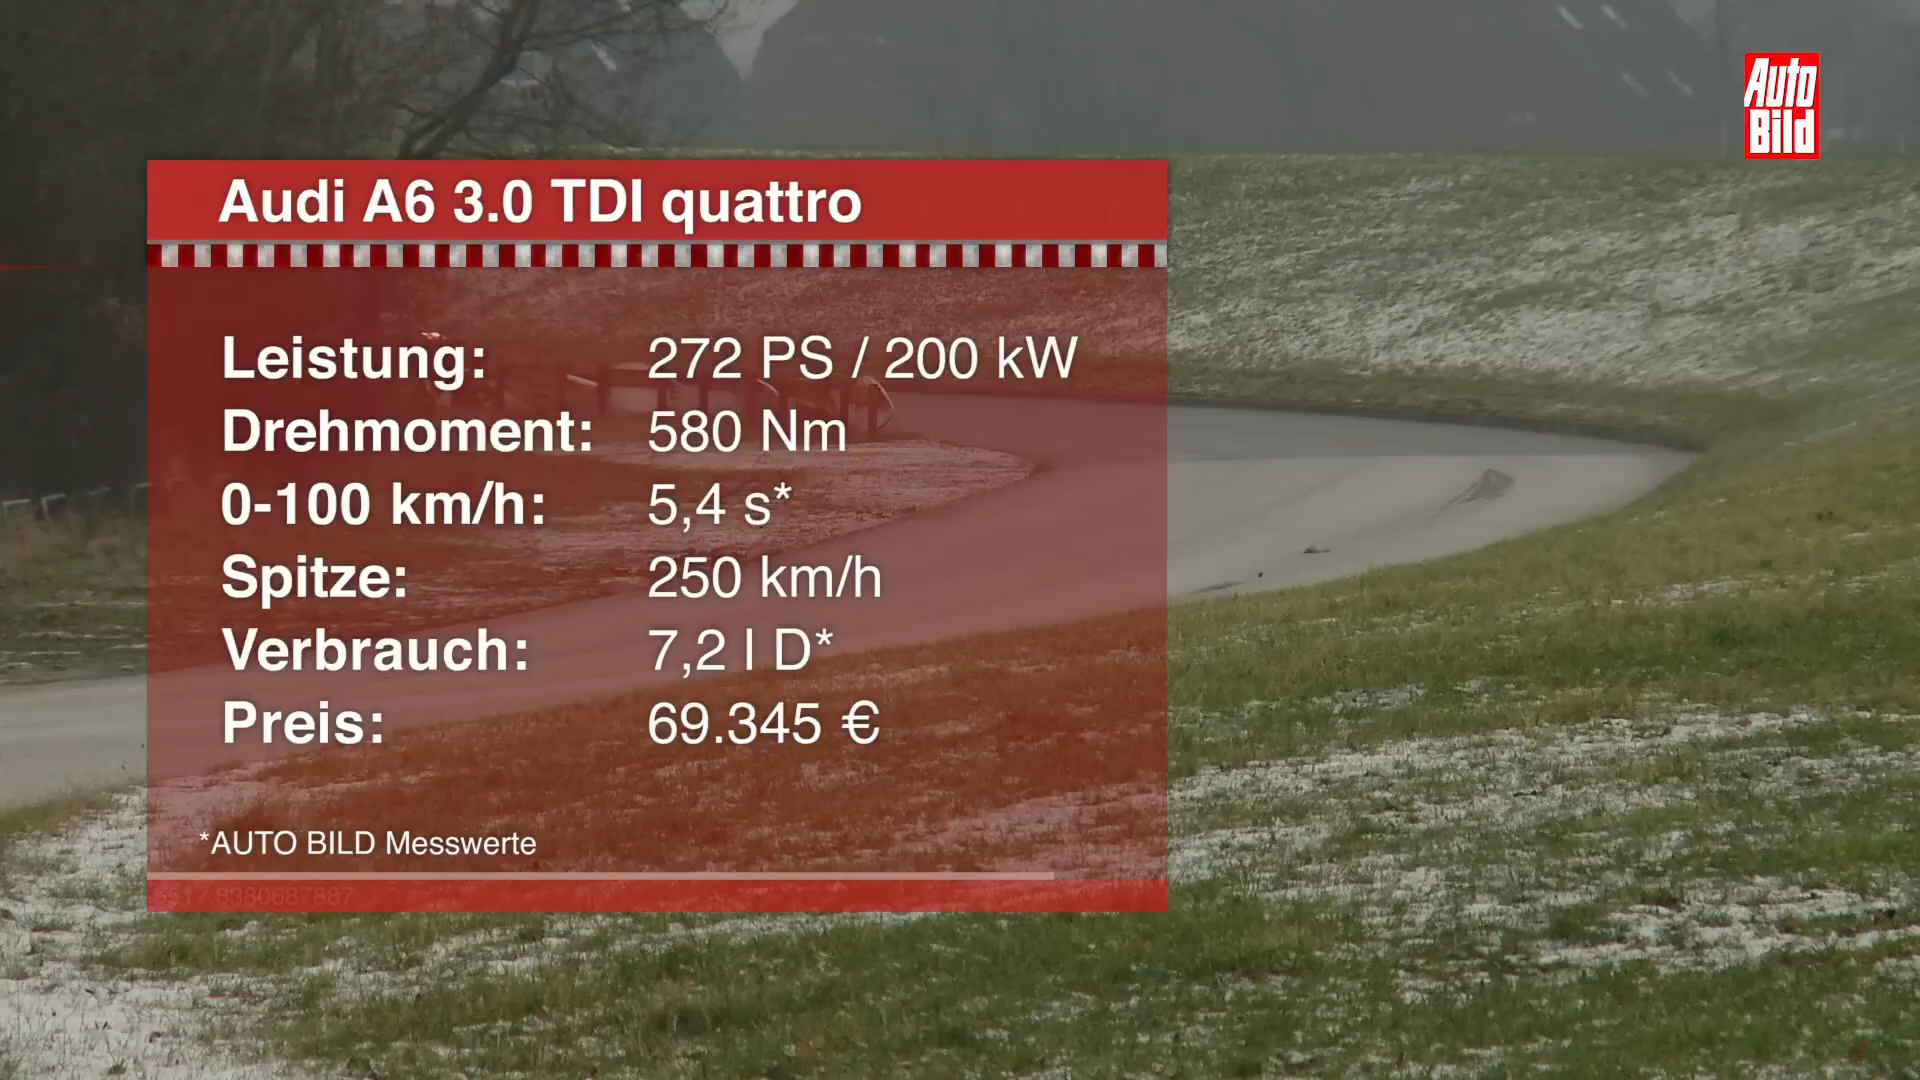 Auto
Bild
Audi A6 3.0 TDI quattro
Leistung: 272 PS / 200 kW
Drehmoment: 580 Nm
0-100 km/h: 5,4 s*
Spitze: 250 km/h
Verbrauch: 7,2 l D*
Preis: 69.345 €
*AUTO BILD Messwerte